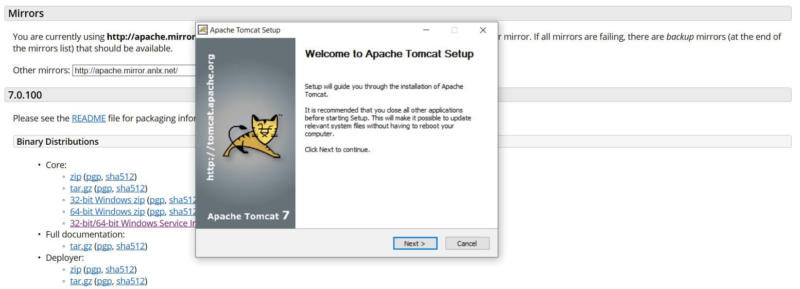 Mirrors
You are currently using http://apache.mirror
r mirror. If all mirrors are failing, there are backup mirrors (at the end of
the mirrors list) that should be available.
Other mirrors: http://apache.mirror.anlx.net/
7.0.100
Please see the README file for packaging infor
Binary Distributions
• Core:
◦ zip (pgp, sha512)
◦ tar.gz (pgp, sha512)
◦ 32-bit Windows zip (pgp, sha512
◦ 64-bit Windows zip (pgp, sha512
◦ 32-bit/64-bit Windows Service In
• Full documentation:
◦ tar.gz (pgp, sha512)
• Deployer:
◦ zip (pgp, sha512)
◦ tar.gz (pgp, sha512)
Apache Tomcat Setup
http://tomcat.apache.org
Apache Tomcat 7
Welcome to Apache Tomcat Setup
Setup will guide you through the installation of Apache
Tomcat.
It is recommended that you close all other applications
before starting Setup. This will make it possible to update
relevant system files without having to reboot your
computer.
Click Next to continue.
Next >
Cancel